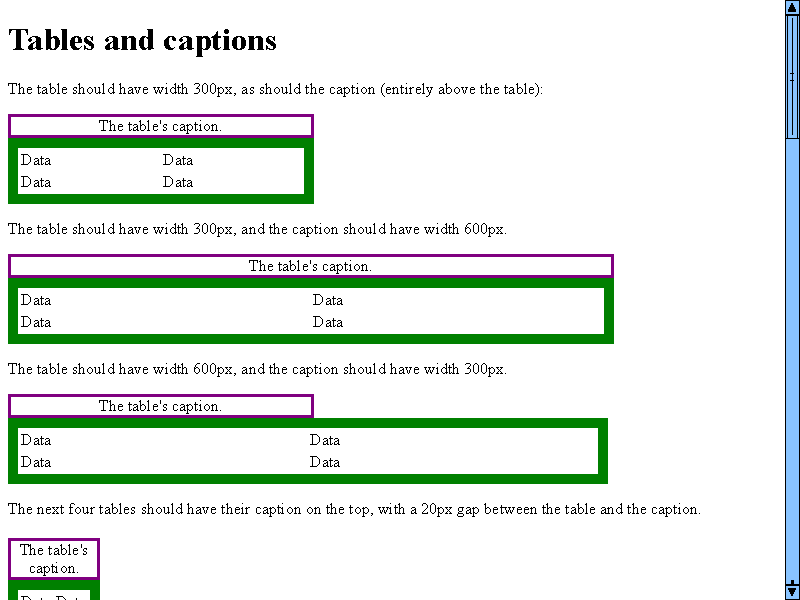 Tables and captions
The table should have width 300px, as should the caption (entirely above the table):
The table's caption.
Data Data
Data Data
The table should have width 300px, and the caption should have width 600px.
The table's caption.
Data Data
Data Data
The table should have width 600px, and the caption should have width 300px.
The table's caption.
Data Data
Data Data
The next four tables should have their caption on the top, with a 20px gap between the table and the caption.
The table's
caption.
Data Data